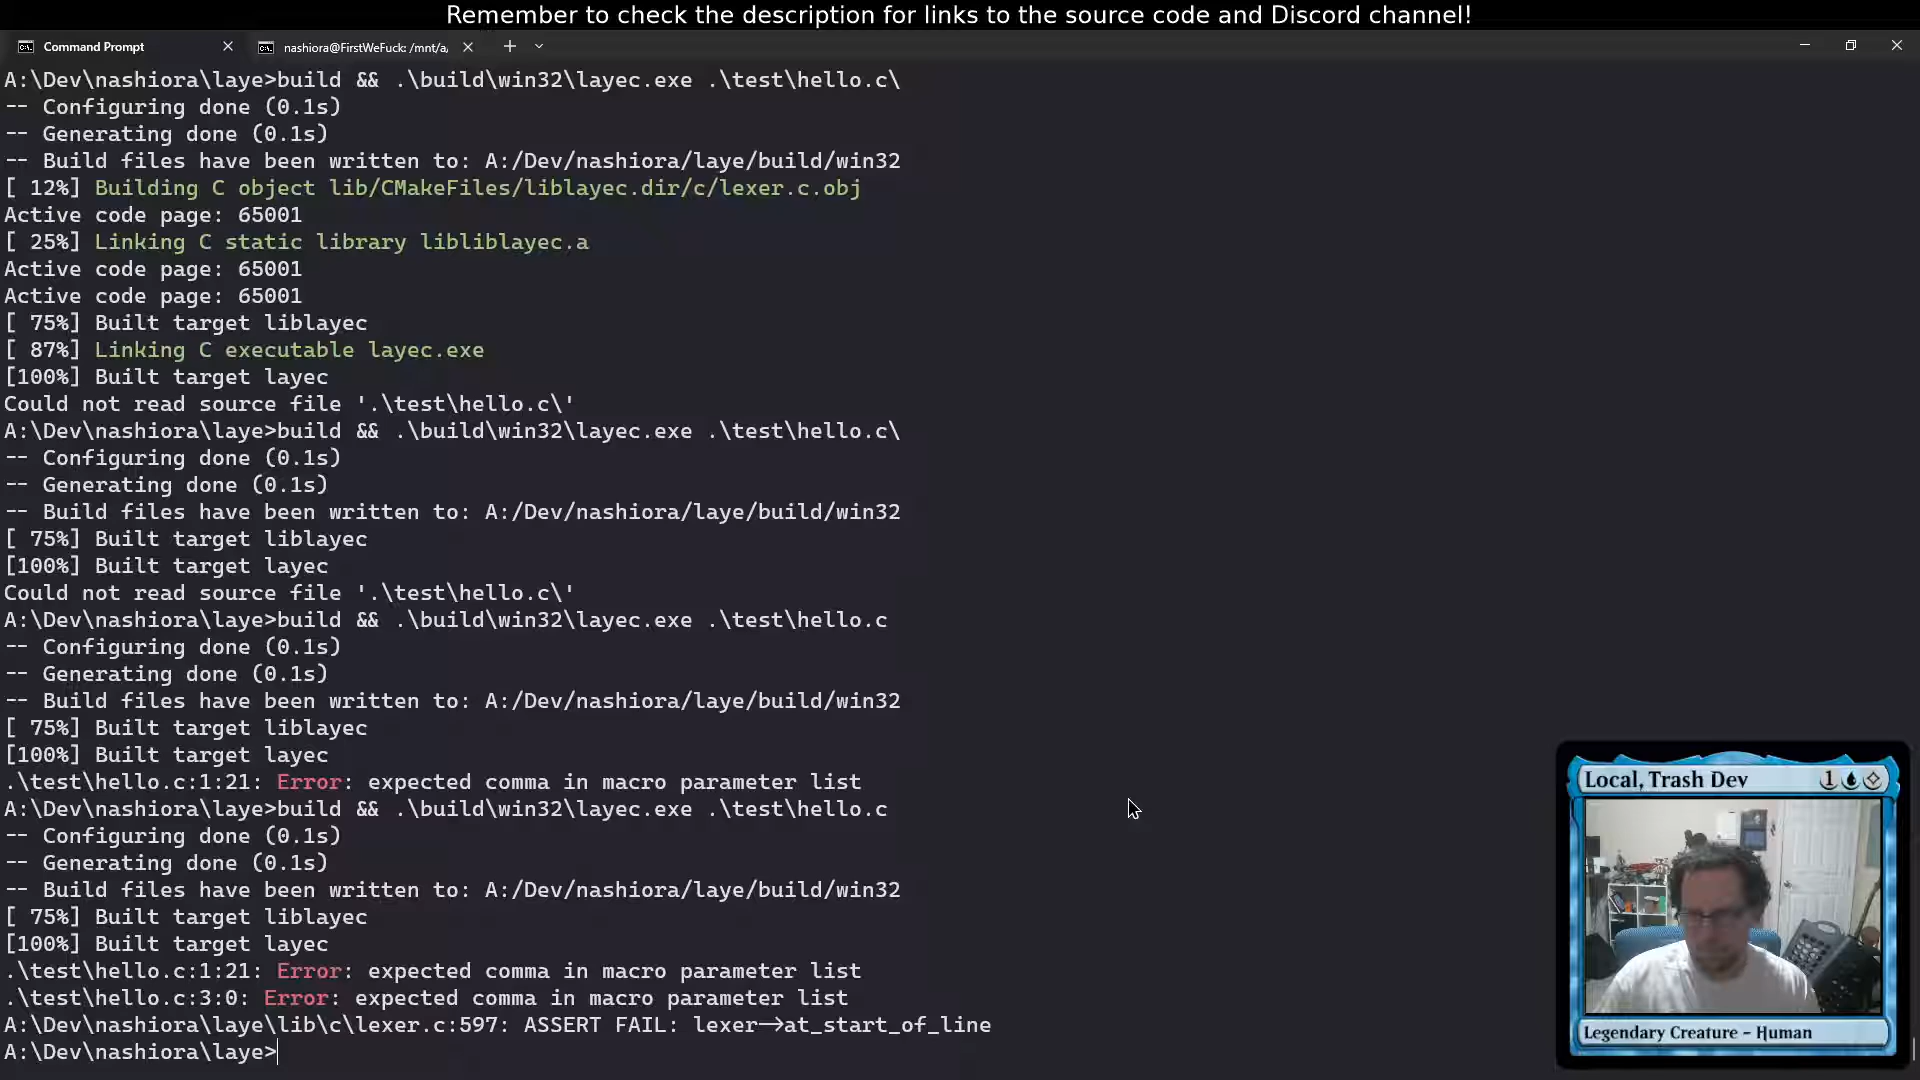 Remember to check the description for links to the source code and Discord channel!
Command Prompt
nashiora@FirstWeFuck: /mnt/a,
A:\Dev\nashiora\laye>build && .\build\win32\layec.exe .\test\hello.c\
-- Configuring done (0.1s)
-- Generating done (0.1s)
-- Build files have been written to: A:/Dev/nashiora/laye/build/win32
[ 12%] Building C object lib/CMakeFiles/liblayec.dir/c/lexer.c.obj
Active code page: 65001
[ 25%] Linking C static library libliblayec.a
Active code page: 65001
Active code page: 65001
[ 75%] Built target liblayec
[ 87%] Linking C executable layec.exe
[100%] Built target layec
Could not read source file '.\test\hello.c\'
A:\Dev\nashiora\laye>build && .\build\win32\layec.exe .\test\hello.c\
-- Configuring done (0.1s)
-- Generating done (0.1s)
-- Build files have been written to: A:/Dev/nashiora/laye/build/win32
[ 75%] Built target liblayec
[100%] Built target layec
Could not read source file '.\test\hello.c\'
A:\Dev\nashiora\laye>build && .\build\win32\layec.exe .\test\hello.c
-- Configuring done (0.1s)
-- Generating done (0.1s)
-- Build files have been written to: A:/Dev/nashiora/laye/build/win32
[ 75%] Built target liblayec
[100%] Built target layec
.\test\hello.c:1:21: Error: expected comma in macro parameter list
A:\Dev\nashiora\laye>build && .\build\win32\layec.exe .\test\hello.c
-- Configuring done (0.1s)
-- Generating done (0.1s)
-- Build files have been written to: A:/Dev/nashiora/laye/build/win32
[ 75%] Built target liblayec
[100%] Built target layec
.\test\hello.c:1:21: Error: expected comma in macro parameter list
.\test\hello.c:3:0: Error: expected comma in macro parameter list
A:\Dev\nashiora\laye\lib\c\lexer.c:597: ASSERT FAIL: lexer->at_start_of_line
A:\Dev\nashiora\laye>
Local, Trash Dev 1
Legendary Creature - Human